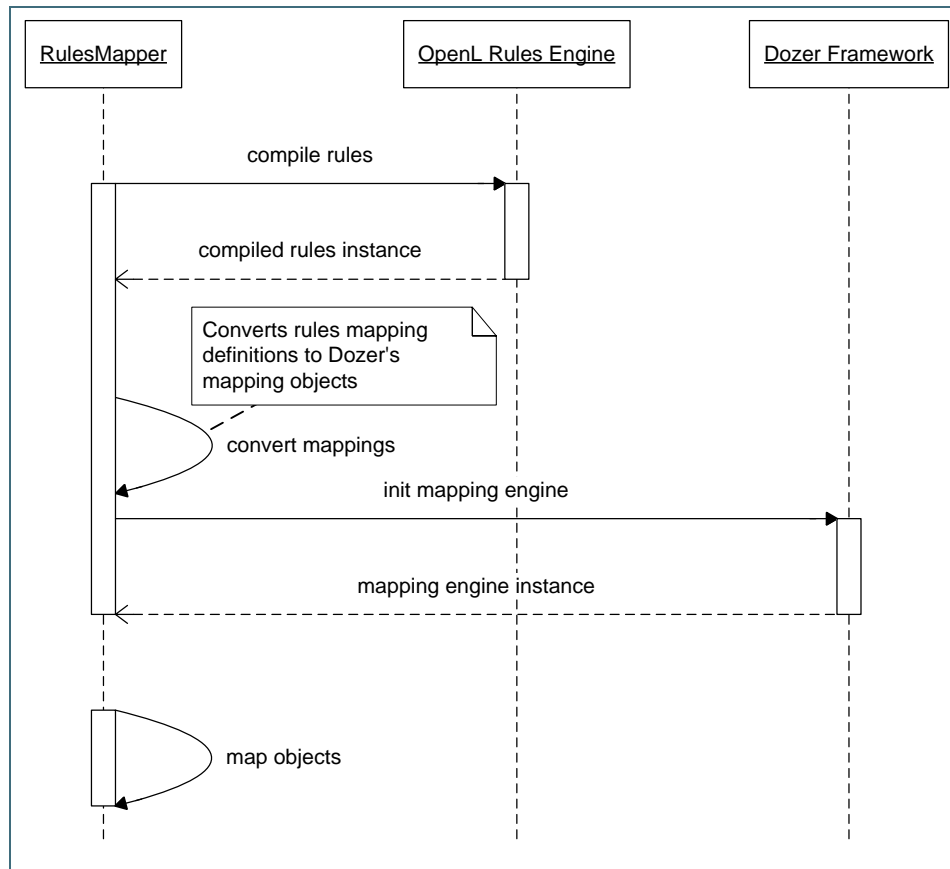 RulesMapper
OpenL Rules Engine
Dozer Framework
compile rules
compiled rules instance
Converts rules mapping
definitions to Dozer's
mapping objects
convert mappings
init mapping engine
mapping engine instance
map objects